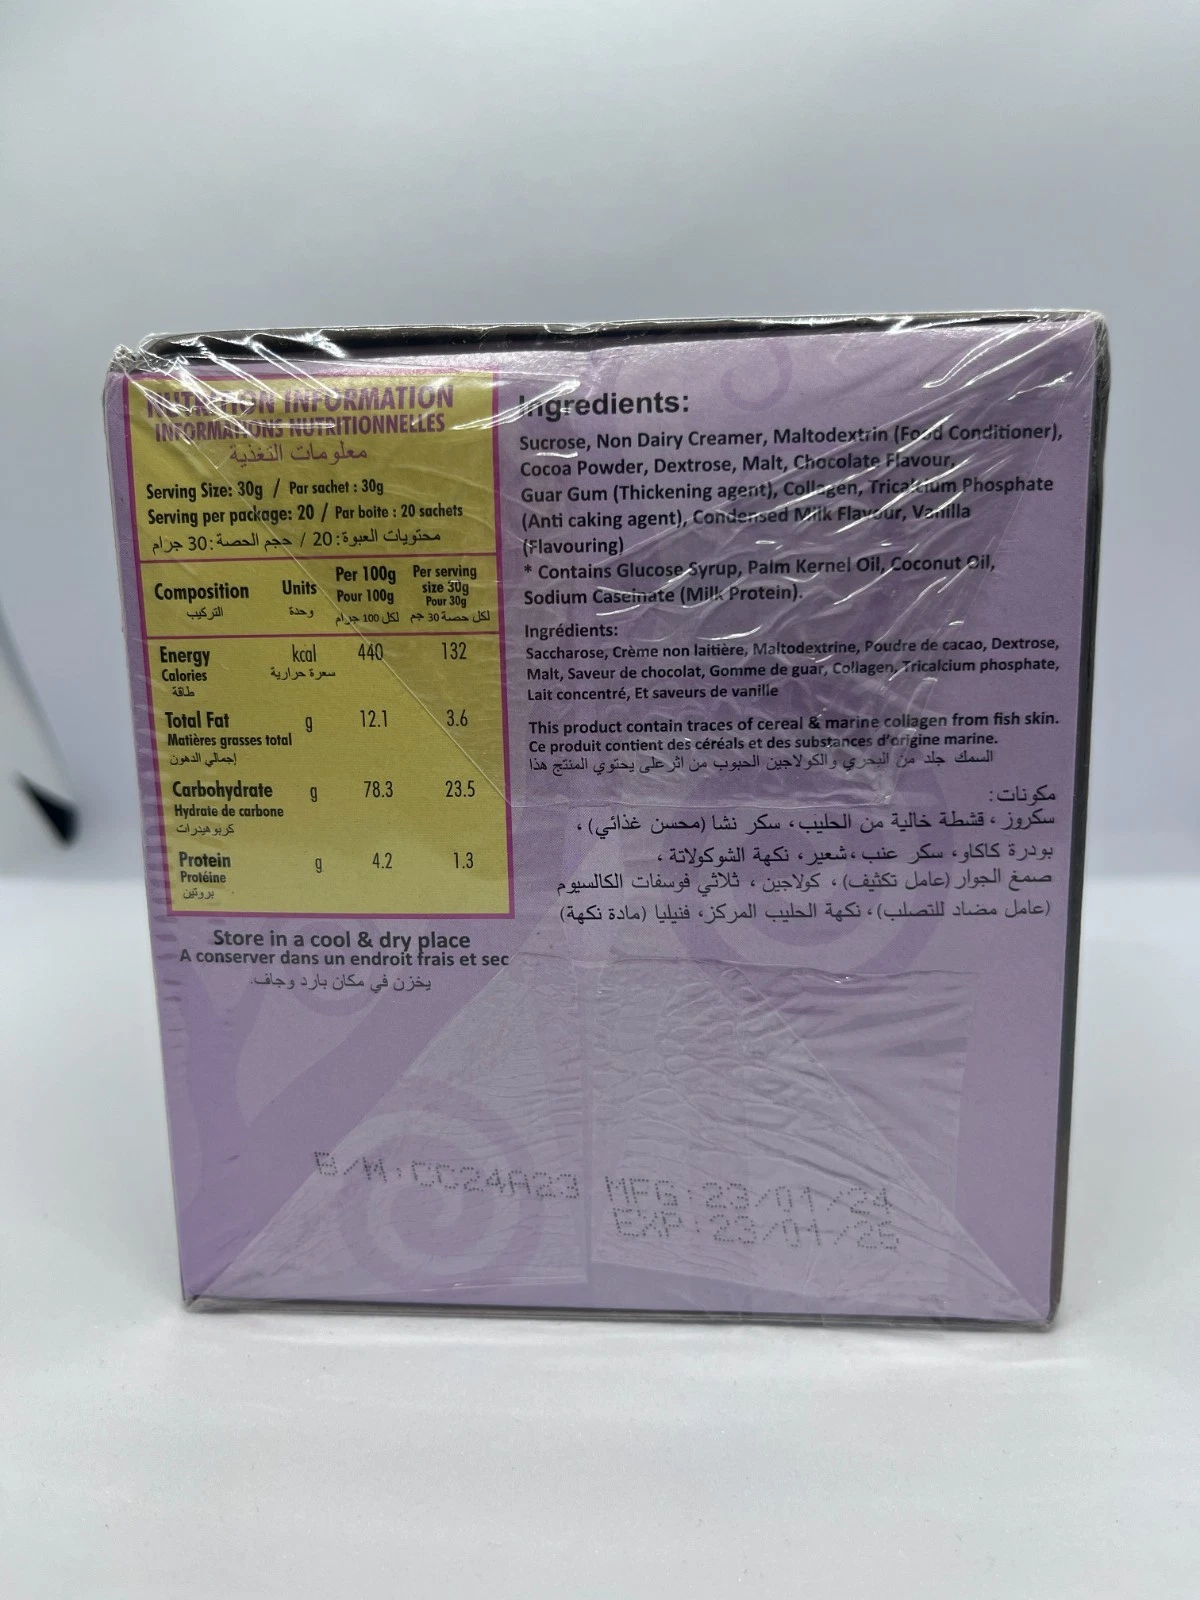 NUTRITION INFORMATION
INFORMATIONS NUTRITIONNELLES
معلومات التغذية
Serving Size: 30g / Par sachet : 30g
Serving per package: 20 / Par boite : 20 sachets
محتويات العبوة: 20 / حجم الحصة: 30 جرام
Composition Units Per 100g Per serving size 30g
Pour 100g Pour 30g
التركيب وحدة لكل 100 جرام لكل حصة 30 جم
Energy kcal 440 132
Calories سعرة حرارية
طاقة
Total Fat g 12.1 3.6
Matières grasses total
إجمالي الدهون
Carbohydrate g 78.3 23.5
Hydrate de carbone
كربوهيدرات
Protein g 4.2 1.3
Protéine
بروتين
Store in a cool & dry place
A conserver dans un endroit frais et sec
يخزن في مكان بارد وجاف.
Ingredients:
Sucrose, Non Dairy Creamer, Maltodextrin (Food Conditioner),
Cocoa Powder, Dextrose, Malt, Chocolate Flavour,
Guar Gum (Thickening agent), Collagen, Tricalcium Phosphate
(Anti caking agent), Condensed Milk Flavour, Vanilla
(Flavouring)
* Contains Glucose Syrup, Palm Kernel Oil, Coconut Oil,
Sodium Caseinate (Milk Protein).
Ingrédients:
Saccharose, Crème non laitière, Maltodextrine, Poudre de cacao, Dextrose,
Malt, Saveur de chocolat, Gomme de guar, Collagen, Tricalcium phosphate,
Lait concentré, Et saveurs de vanille
This product contain traces of cereal & marine collagen from fish skin.
Ce produit contient des céréals et des substances d'origine marine.
السمك جلد من البحري والكولاجين الحبوب من اثر على يحتوي المنتج هذا
مكونات:
سكروز ، قشطة خالية من الحليب، سكر نشا (محسن غذائي) ،
بودرة كاكاو، سكر عنب ،شعير، نكهة الشوكولاتة ،
صمغ الجوار (عامل تكثيف) ، كولاجين ، ثلاثي فوسفات الكالسيوم
(عامل مضاد للتصلب) ، نكهة الحليب المركز، فنيليا (مادة نكهة)
B/N:CC24A23
MFG:23/01/24
EXP:23/01/25